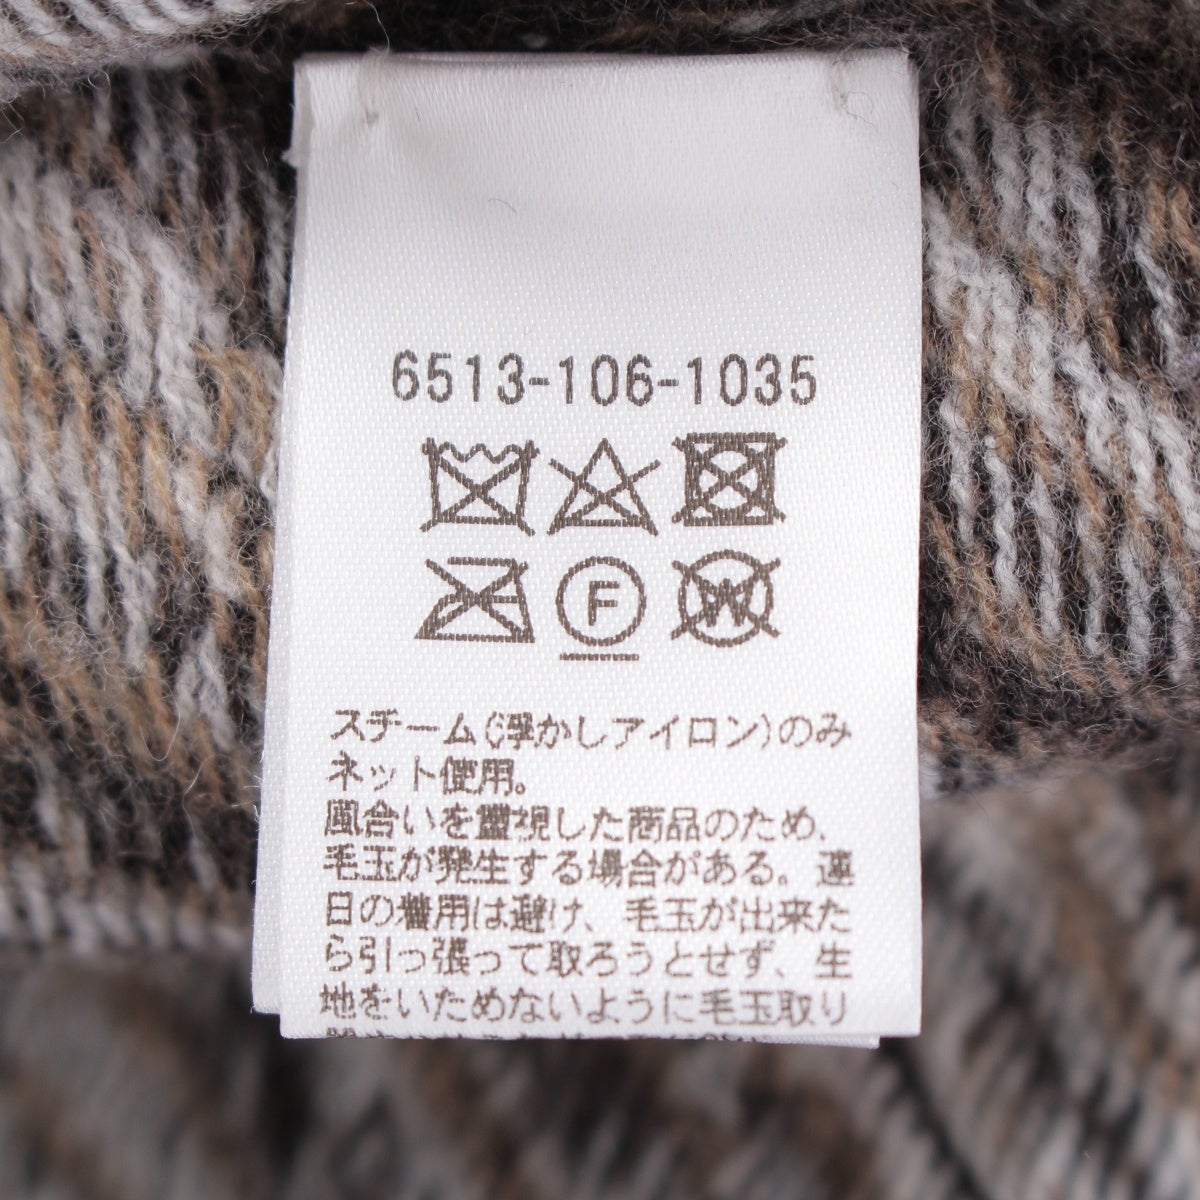 6513-106-1035
F
W
スチーム(浮かしアイロン)のみ
ネット使用。
風合いを重視した商品のため、
毛玉が発生する場合がある。連
日の着用は避け、毛玉が出来た
ら引っ張って取ろうとせず、生
地をいためないように毛玉取り